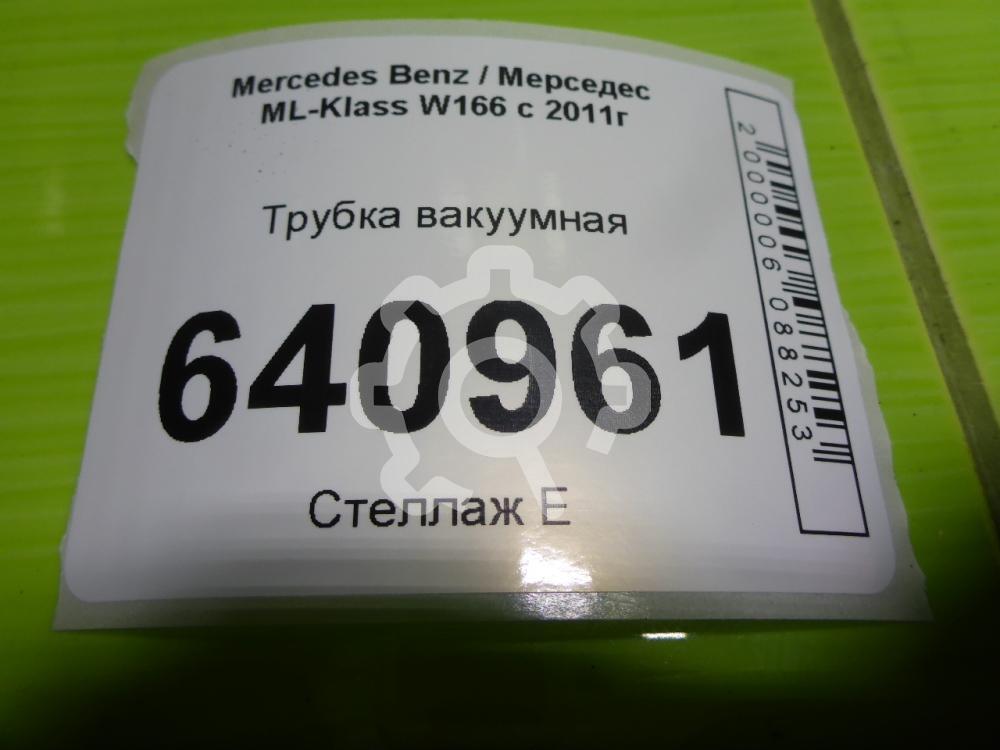 Mercedes Benz / Мерседес
ML-Klass W166 с 2011г
Трубка вакуумная
640961
Стеллаж Е
2000006088253